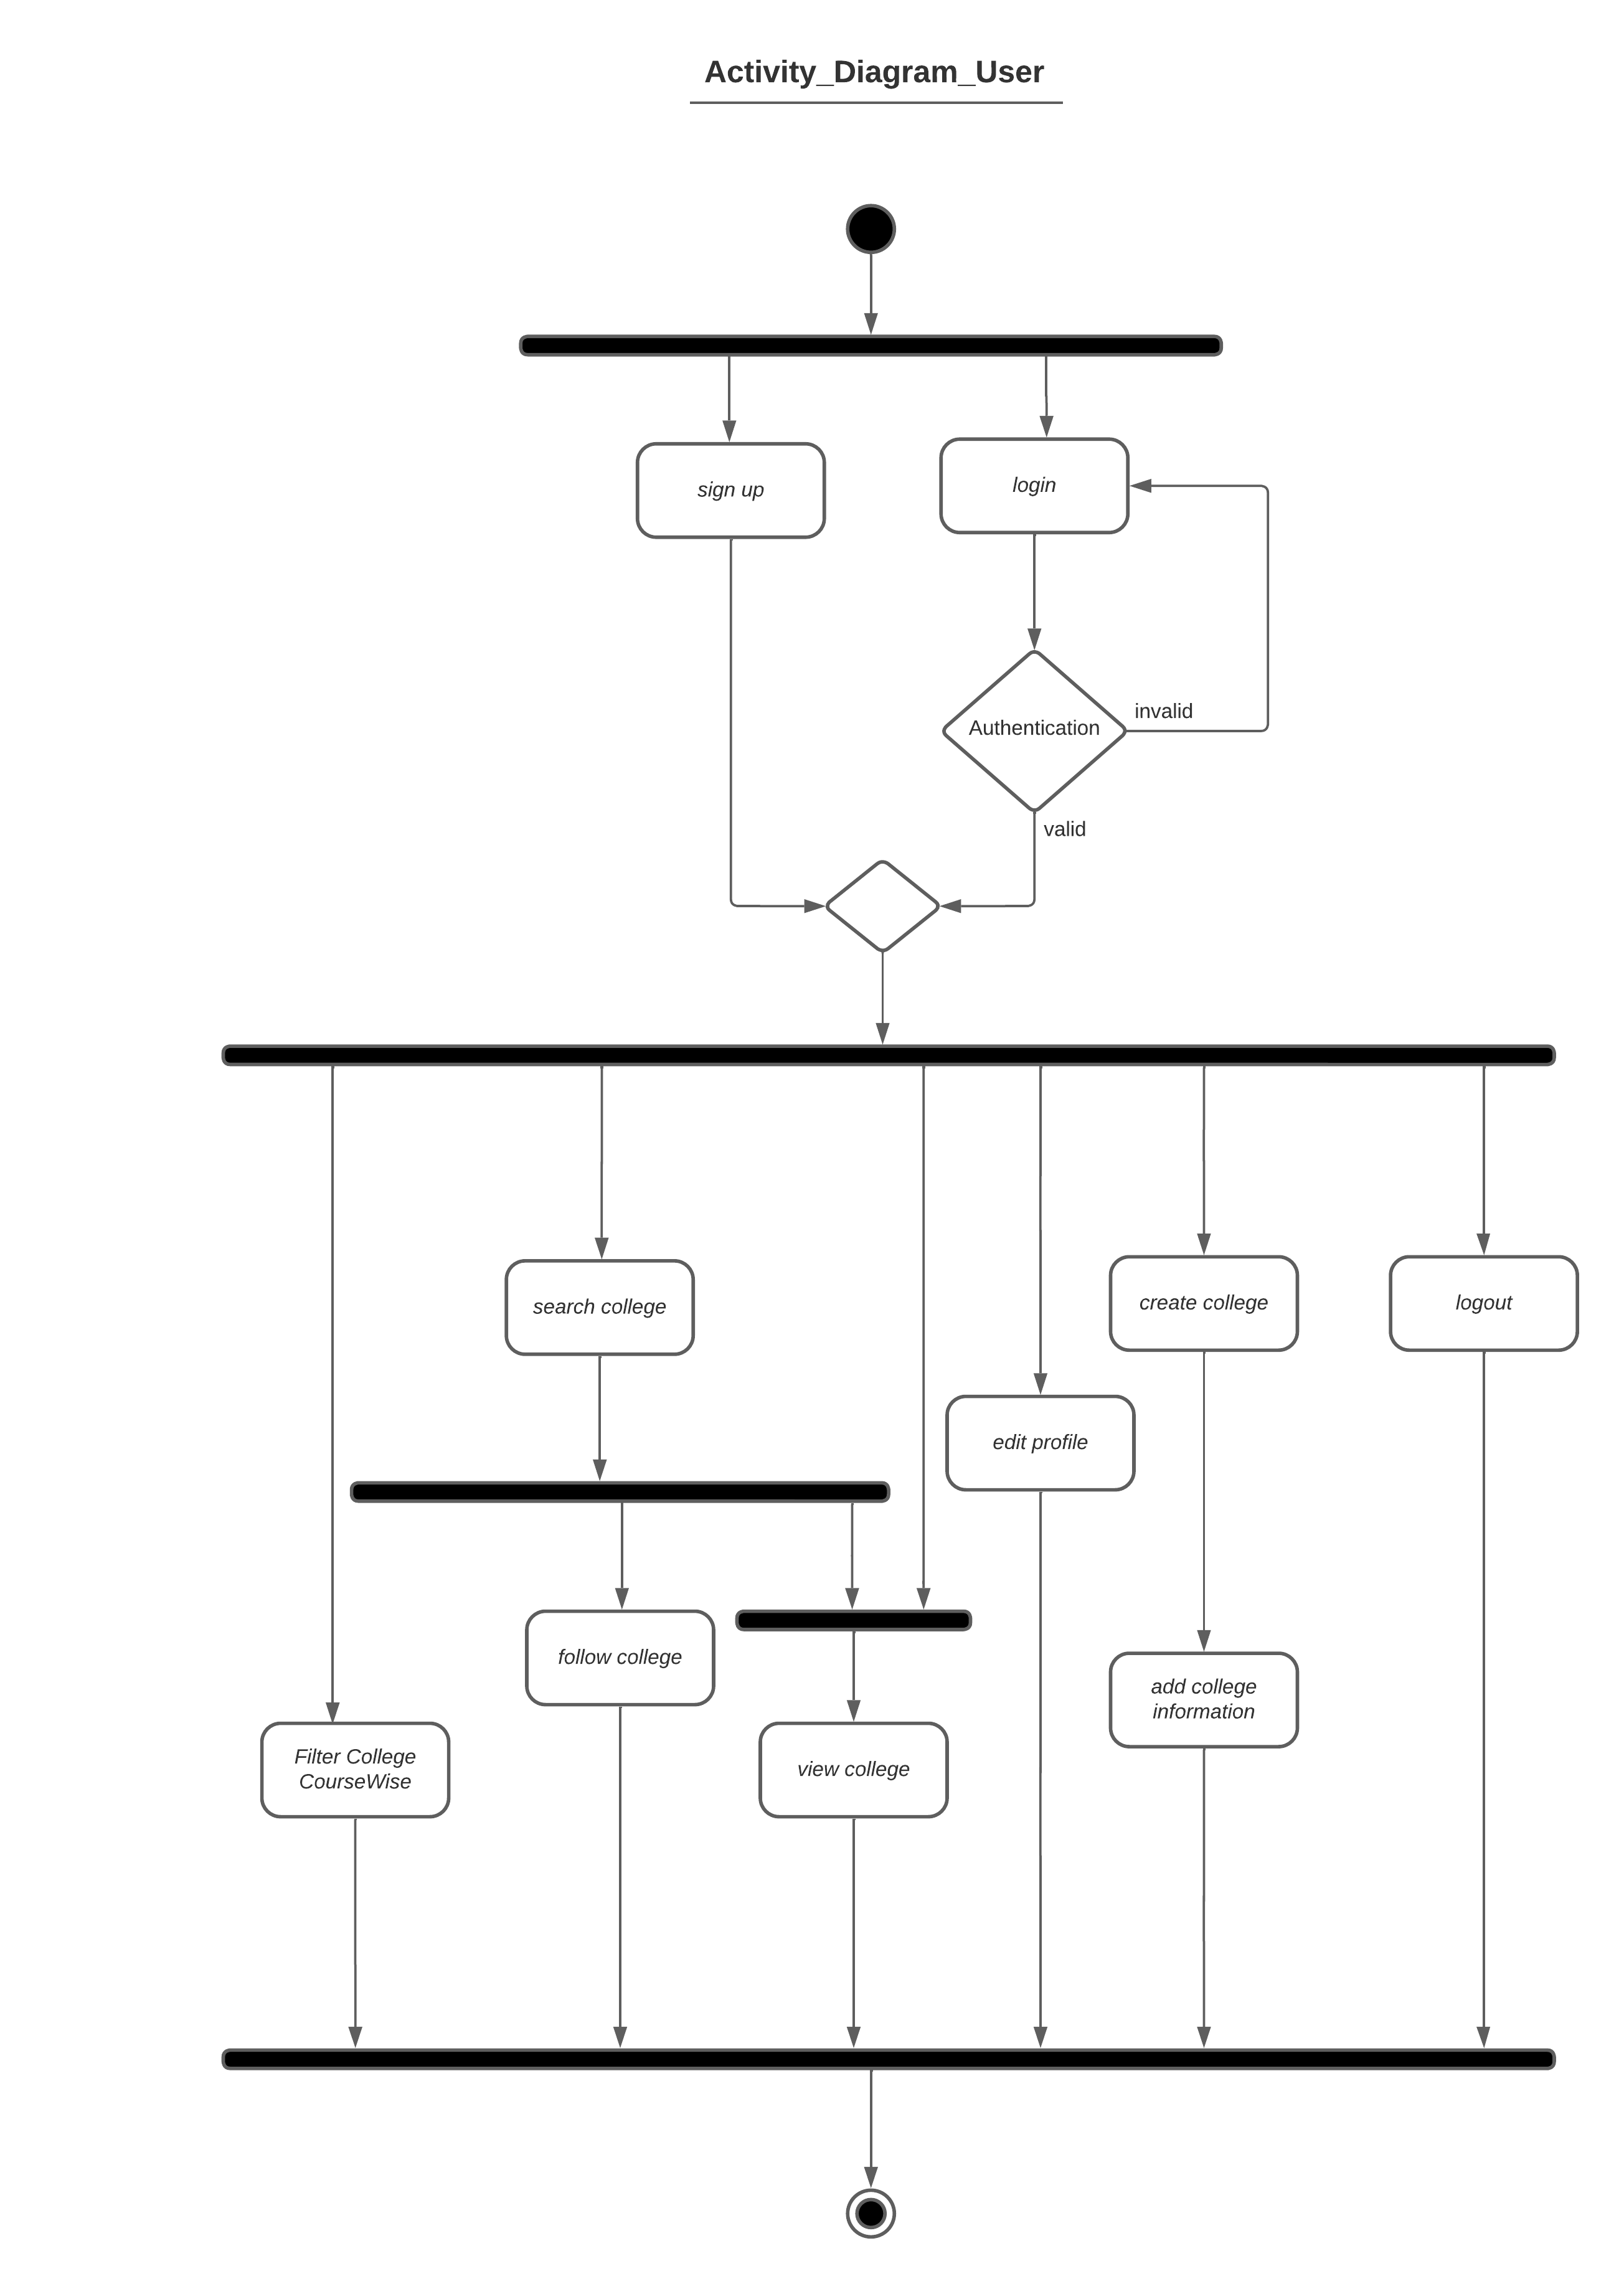 Activity_Diagram_User
sign up
login
Authentication
invalid
valid
search college
create college
logout
edit profile
follow college
add college
information
Filter College
CourseWise
view college